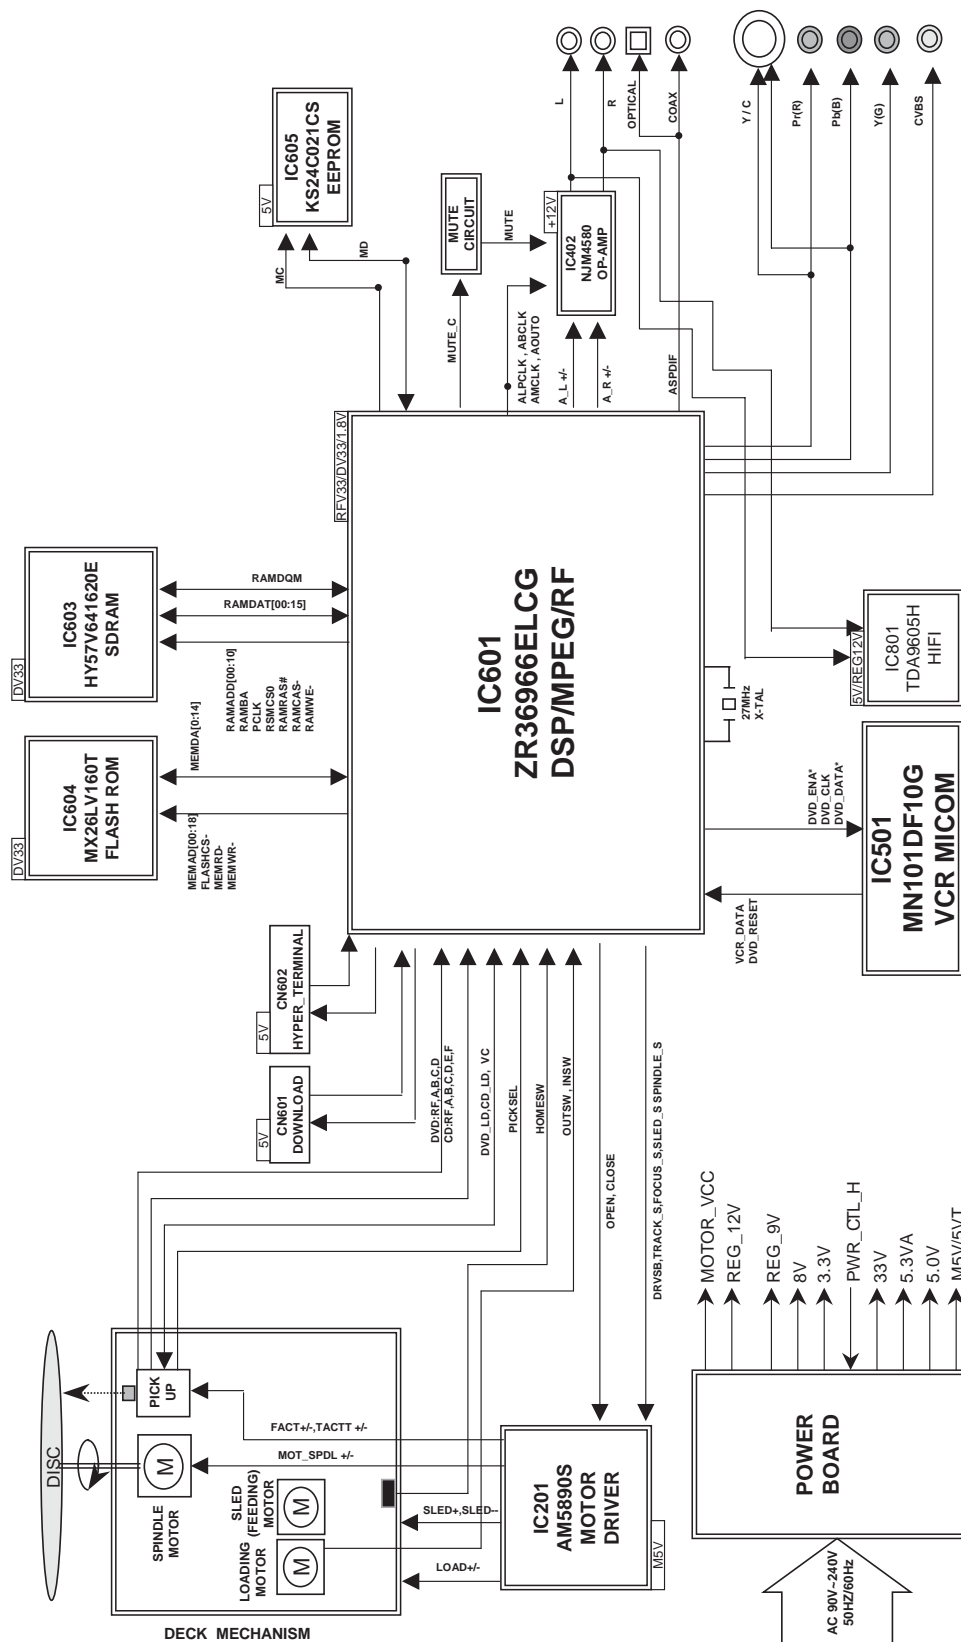 L
R
OPTICAL
COAX
Y / C
Pr(R)
Pb(B)
Y(G)
CVBS
5V
IC605
KS24C021CS
EEPROM
MC
MD
MUTE
CIRCUIT
MUTE
MUTE_C
+12V
IC402
NJM4580
OP-AMP
ALPCLK , ABCLK
AMCLK , AOUTO
A_L +/-
A_R +/-
ASPDIF
RFV33/DV33/1.8V
DV33
IC603
HY57V641620E
SDRAM
RAMDQM
RAMDAT[00:15]
RAMADD[00:10]
RAMBA
PCLK
RSMCS0
RAMRAS#
RAMCAS-
RAMWE-
DV33
IC604
MX26LV160T
FLASH ROM
MEMDA[0:14]
MEMAD[00:18]
FLASHCS-
MEMRD-
MEMWR-
IC601
ZR36966ELCG
DSP/MPEG/RF
27MHz
X-TAL
5V/REG12V
IC801
TDA9605H
HIFI
DVD_ENA*
DVD_CLK
DVD_DATA*
VCR_DATA
DVD_RESET
IC501
MN101DF10G
VCR MICOM
5V
CN602
HYPER_TERMINAL
5V
CN601
DOWNLOAD
DVD:RF,A,B,C,D
CD:RF,A,B,C,D,E,F
DVD_LD,CD_LD, VC
PICKSEL
HOMESW
OUTSW , INSW
OPEN, CLOSE
DRVSB,TRACK_S,FOCUS_S,SLED_S SPINDLE_S
DISC
PICK
UP
M
SPINDLE
MOTOR
M
SLED
(FEEDING)
MOTOR
M
LOADING
MOTOR
DECK MECHANISM
FACT+/-,TACTT +/-
MOT_SPDL +/-
SLED+,SLED--
LOAD+/-
IC201
AM5890S
MOTOR
DRIVER
M5V
MOTOR_VCC
REG_12V
REG_9V
8V
3.3V
PWR_CTL_H
33V
5.3VA
5.0V
M5V/5VT
POWER
BOARD
AC 90V~240V
50HZ/60Hz